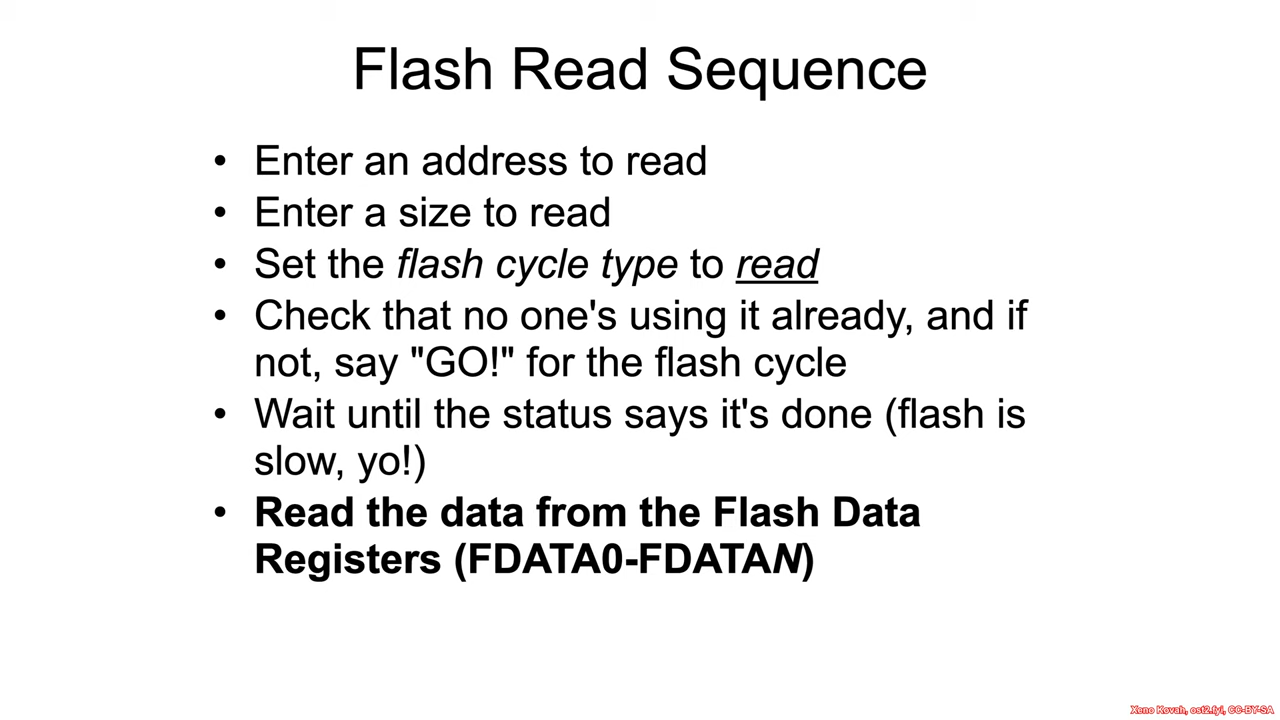 Flash Read Sequence
• Enter an address to read
• Enter a size to read
• Set the flash cycle type to read
• Check that no one's using it already, and if
not, say "GO!" for the flash cycle
• Wait until the status says it's done (flash is
slow, yo!)
• Read the data from the Flash Data
Registers (FDATA0-FDATAN)
Xeno Kovah, ost2.fyi, CC-BY-SA